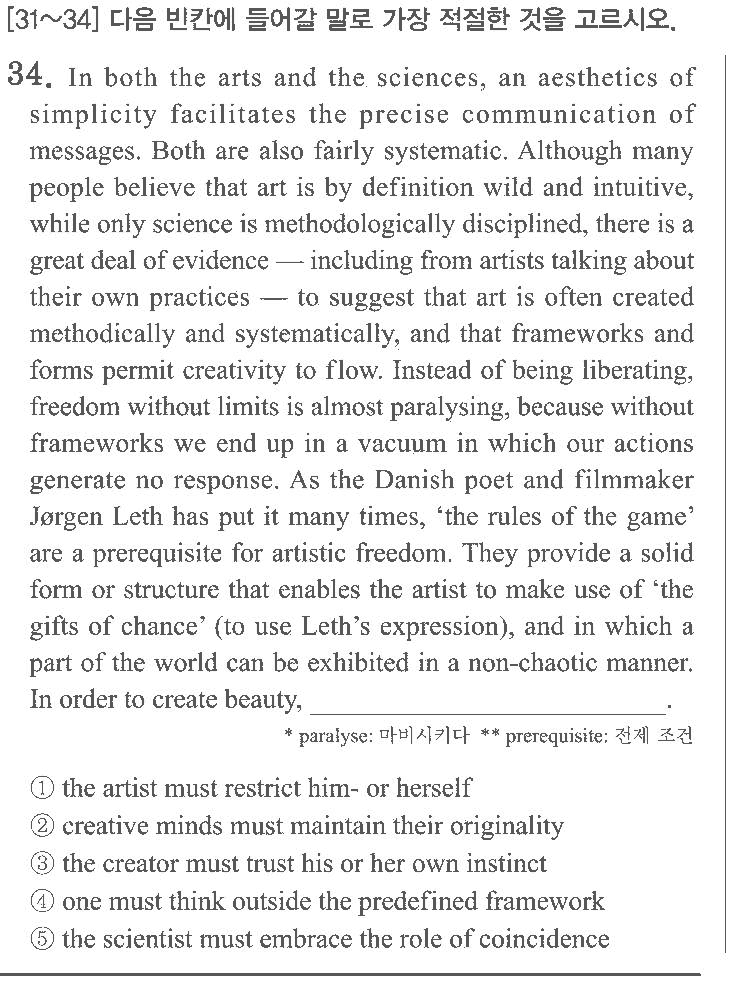 [31~34] 다음 빈칸에 들어갈 말로 가장 적절한 것을 고르시오.
34. In both the arts and the sciences, an aesthetics of
simplicity facilitates the precise communication of
messages. Both are also fairly systematic. Although many
people believe that art is by definition wild and intuitive,
while only science is methodologically disciplined, there is a
great deal of evidence — including from artists talking about
their own practices — to suggest that art is often created
methodically and systematically, and that frameworks and
forms permit creativity to flow. Instead of being liberating,
freedom without limits is almost paralysing, because without
frameworks we end up in a vacuum in which our actions
generate no response. As the Danish poet and filmmaker
Jørgen Leth has put it many times, ‘the rules of the game’
are a prerequisite for artistic freedom. They provide a solid
form or structure that enables the artist to make use of ‘the
gifts of chance’ (to use Leth’s expression), and in which a
part of the world can be exhibited in a non-chaotic manner.
In order to create beauty, ______________________.
* paralyse: 마비시키다 ** prerequisite: 전제 조건
① the artist must restrict him- or herself
② creative minds must maintain their originality
③ the creator must trust his or her own instinct
④ one must think outside the predefined framework
⑤ the scientist must embrace the role of coincidence